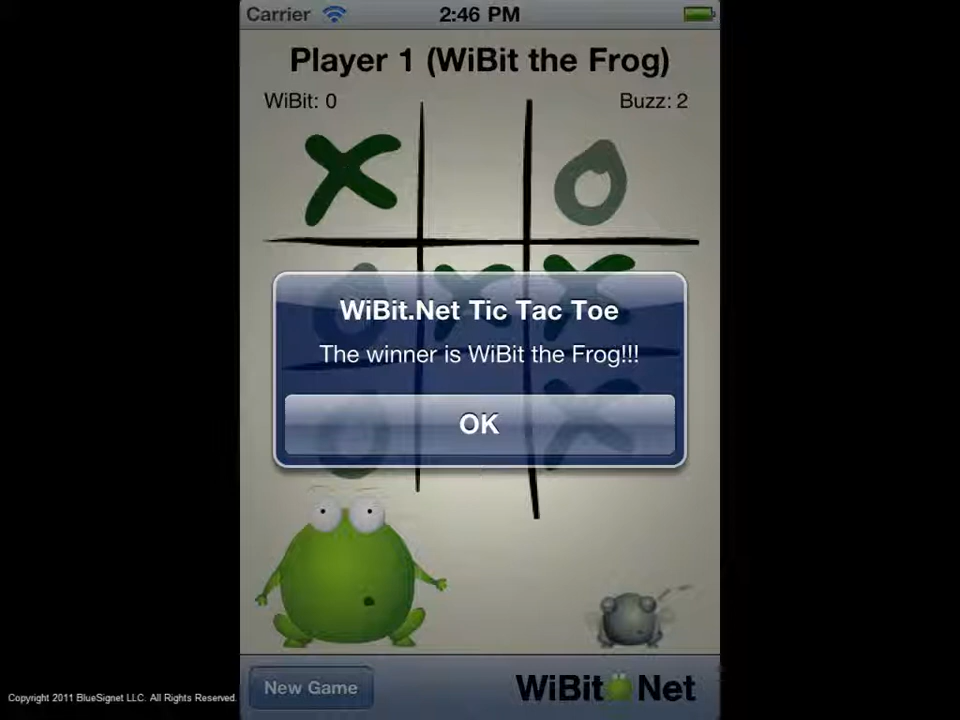 Carrier 2:46 PM
Player 1 (WiBit the Frog)
WiBit: 0 Buzz: 2
X O
O X X
O X
WiBit.Net Tic Tac Toe
The winner is WiBit the Frog!!!
OK
New Game
WiBit Net
Copyright 2011 BlueSignet LLC. All Rights Reserved.